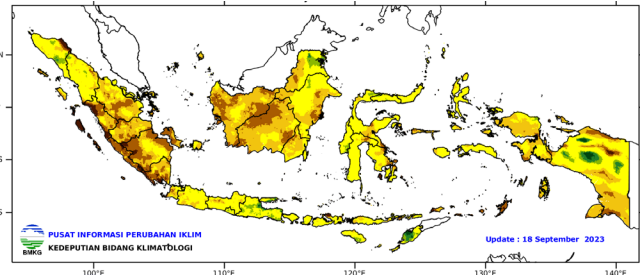 PUSAT INFORMASI PERUBAHAN IKLIM
KEDEPUTIAN BIDANG KLIMATOLOGI
BMKG
Update : 18 September 2023
100°E 110°E 120°E 130°E 140°E